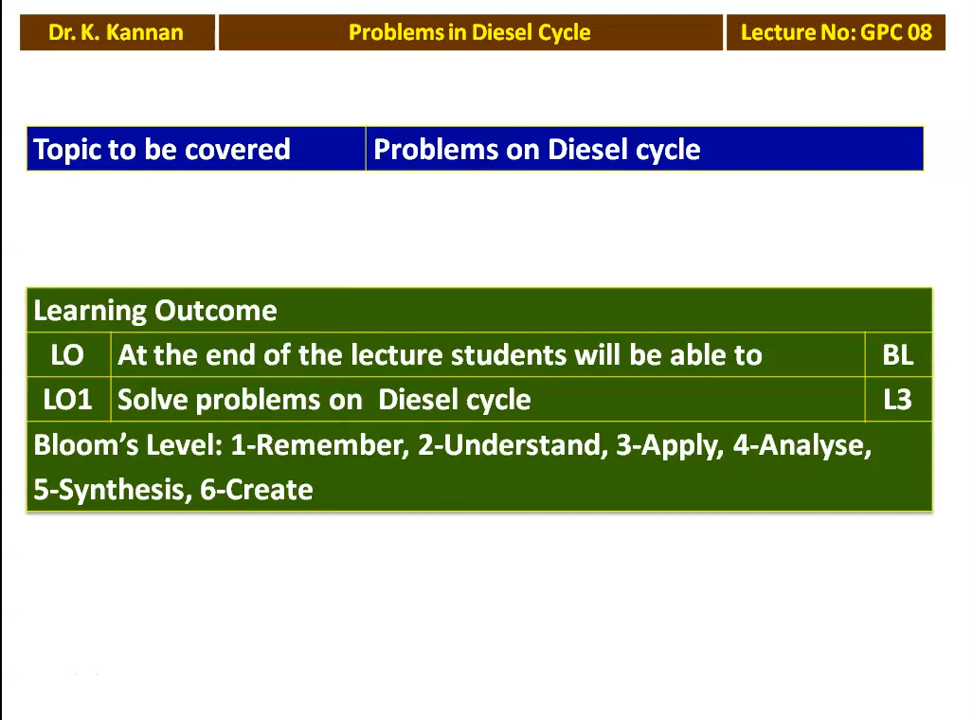 Dr. K. Kannan Problems in Diesel Cycle Lecture No: GPC 08
Topic to be covered Problems on Diesel cycle
Learning Outcome
LO At the end of the lecture students will be able to BL
LO1 Solve problems on Diesel cycle L3
Bloom’s Level: 1-Remember, 2-Understand, 3-Apply, 4-Analyse,
5-Synthesis, 6-Create